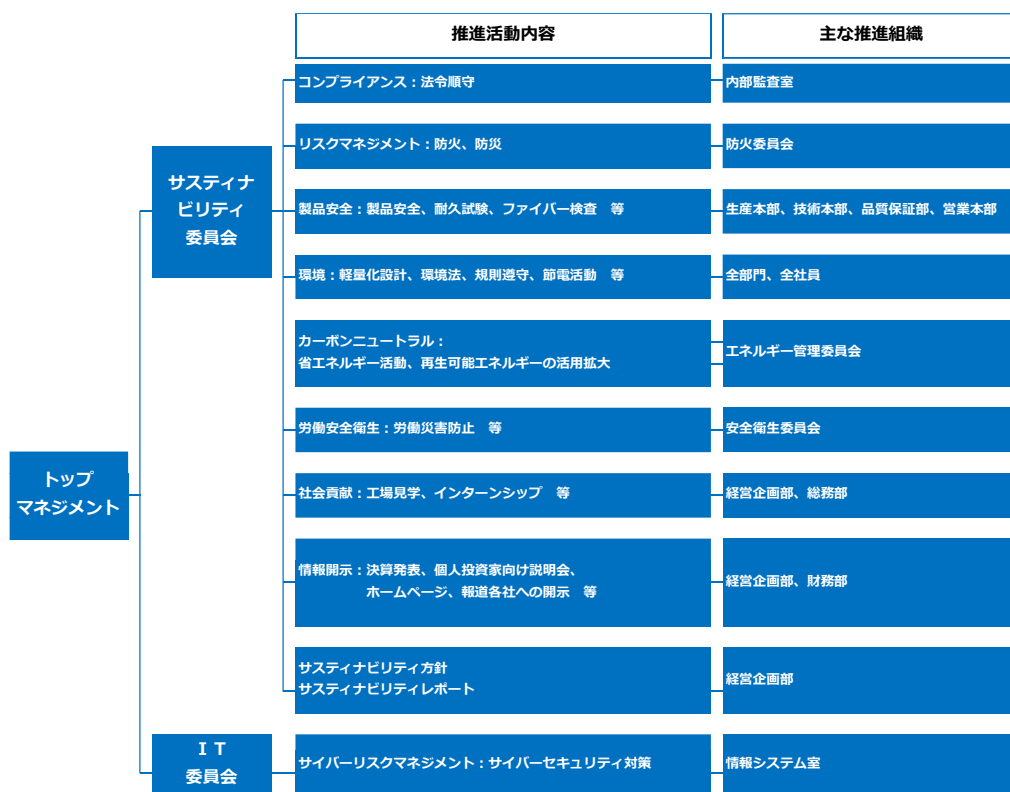 推進活動内容
主な推進組織
コンプライアンス：法令順守
内部監査室
リスクマネジメント：防火、防災
防火委員会
サスティナ
ビリティ
委員会
製品安全：製品安全、耐久試験、ファイバー検査　等
生産本部、技術本部、品質保証部、営業本部
環境：軽量化設計、環境法、規則遵守、節電活動　等
全部門、全社員
カーボンニュートラル：
省エネルギー活動、再生可能エネルギーの活用拡大
エネルギー管理委員会
労働安全衛生：労働災害防止　等
安全衛生委員会
トップ
マネジメント
社会貢献：工場見学、インターンシップ　等
経営企画部、総務部
情報開示：決算発表、個人投資家向け説明会、
ホームページ、報道各社への開示　等
経営企画部、財務部
サスティナビリティ方針
サスティナビリティレポート
経営企画部
ＩＴ
委員会
サイバーリスクマネジメント：サイバーセキュリティ対策
情報システム室